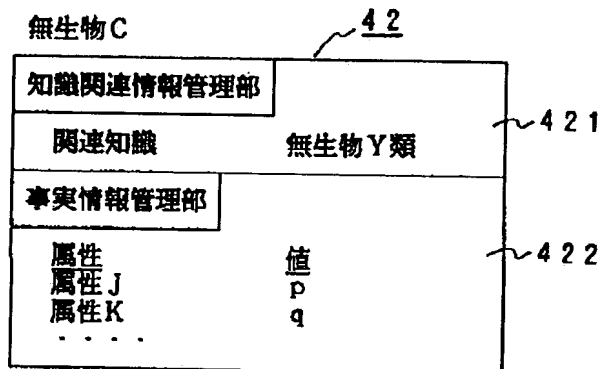 無生物C
42
知識関連情報管理部
関連知識 無生物Y類
421
事実情報管理部
属性 値
422
属性J p
属性K q
・・・・